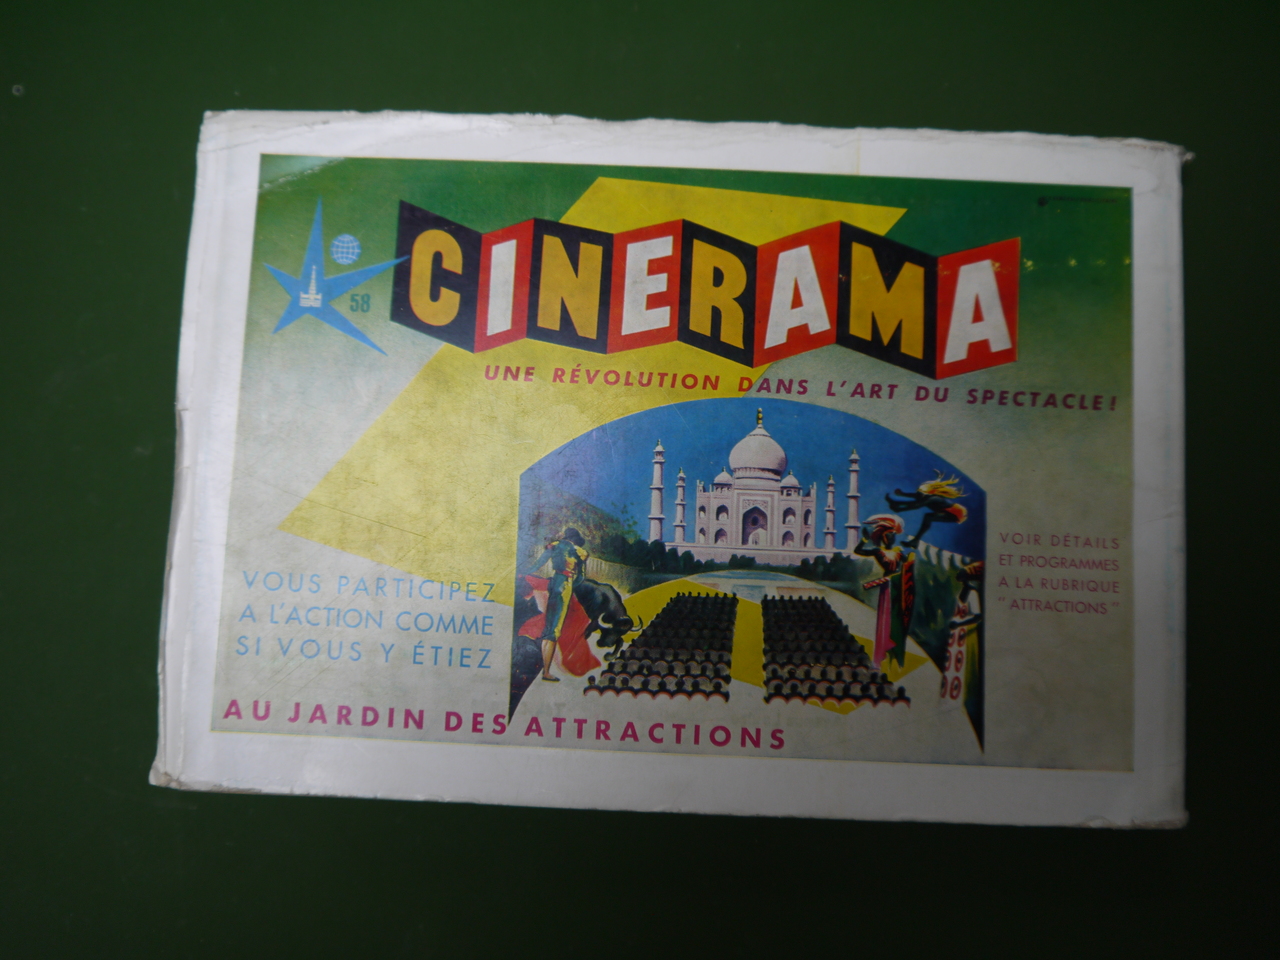 CINERAMA
58
UNE RÉVOLUTION DANS L'ART DU SPECTACLE!
VOUS PARTICIPEZ
A L'ACTION COMME
SI VOUS Y ÉTIEZ
VOIR DÉTAILS
ET PROGRAMMES
A LA RUBRIQUE
"ATTRACTIONS"
AU JARDIN DES ATTRACTIONS